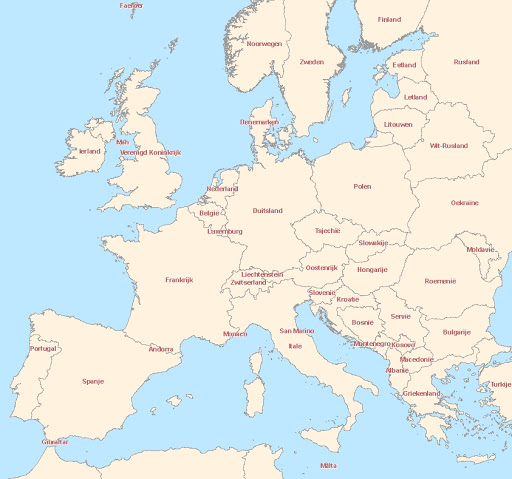 Faeröer
Finland
Noorwegen
Zweden
Rusland
Eetland
Letland
Denemarken
Litouwen
Man
Ierland
Verenigd Koninkrijk
Wit-Rusland
Nederland
Polen
Oekraine
Belgie
Duitsland
Luxemburg
Tsjechie
Slowakije
Moldavie
Liechtenstein
Oostenrijk
Hongarije
Frankrijk
Zwitserland
Roemenie
Slovenie
Kroatie
Servie
Bosnie
San Marino
Monaco
Bulgarije
Italie
Montenegro
Kosovo
Portugal
Andorra
Macedonie
Albanie
Spanje
Turkije
Griekenland
Gibraltar
Malta